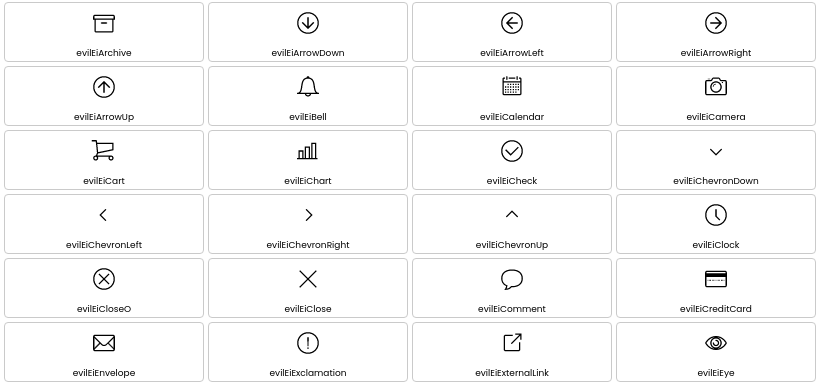 evilEiArchive
evilEiArrowDown
evilEiArrowLeft
evilEiArrowRight
evilEiArrowUp
evilEiBell
evilEiCalendar
evilEiCamera
evilEiCart
evilEiChart
evilEiCheck
evilEiChevronDown
evilEiChevronLeft
evilEiChevronRight
evilEiChevronUp
evilEiClock
evilEiCloseO
evilEiClose
evilEiComment
evilEiCreditCard
evilEiEnvelope
evilEiExclamation
evilEiExternalLink
evilEiEye